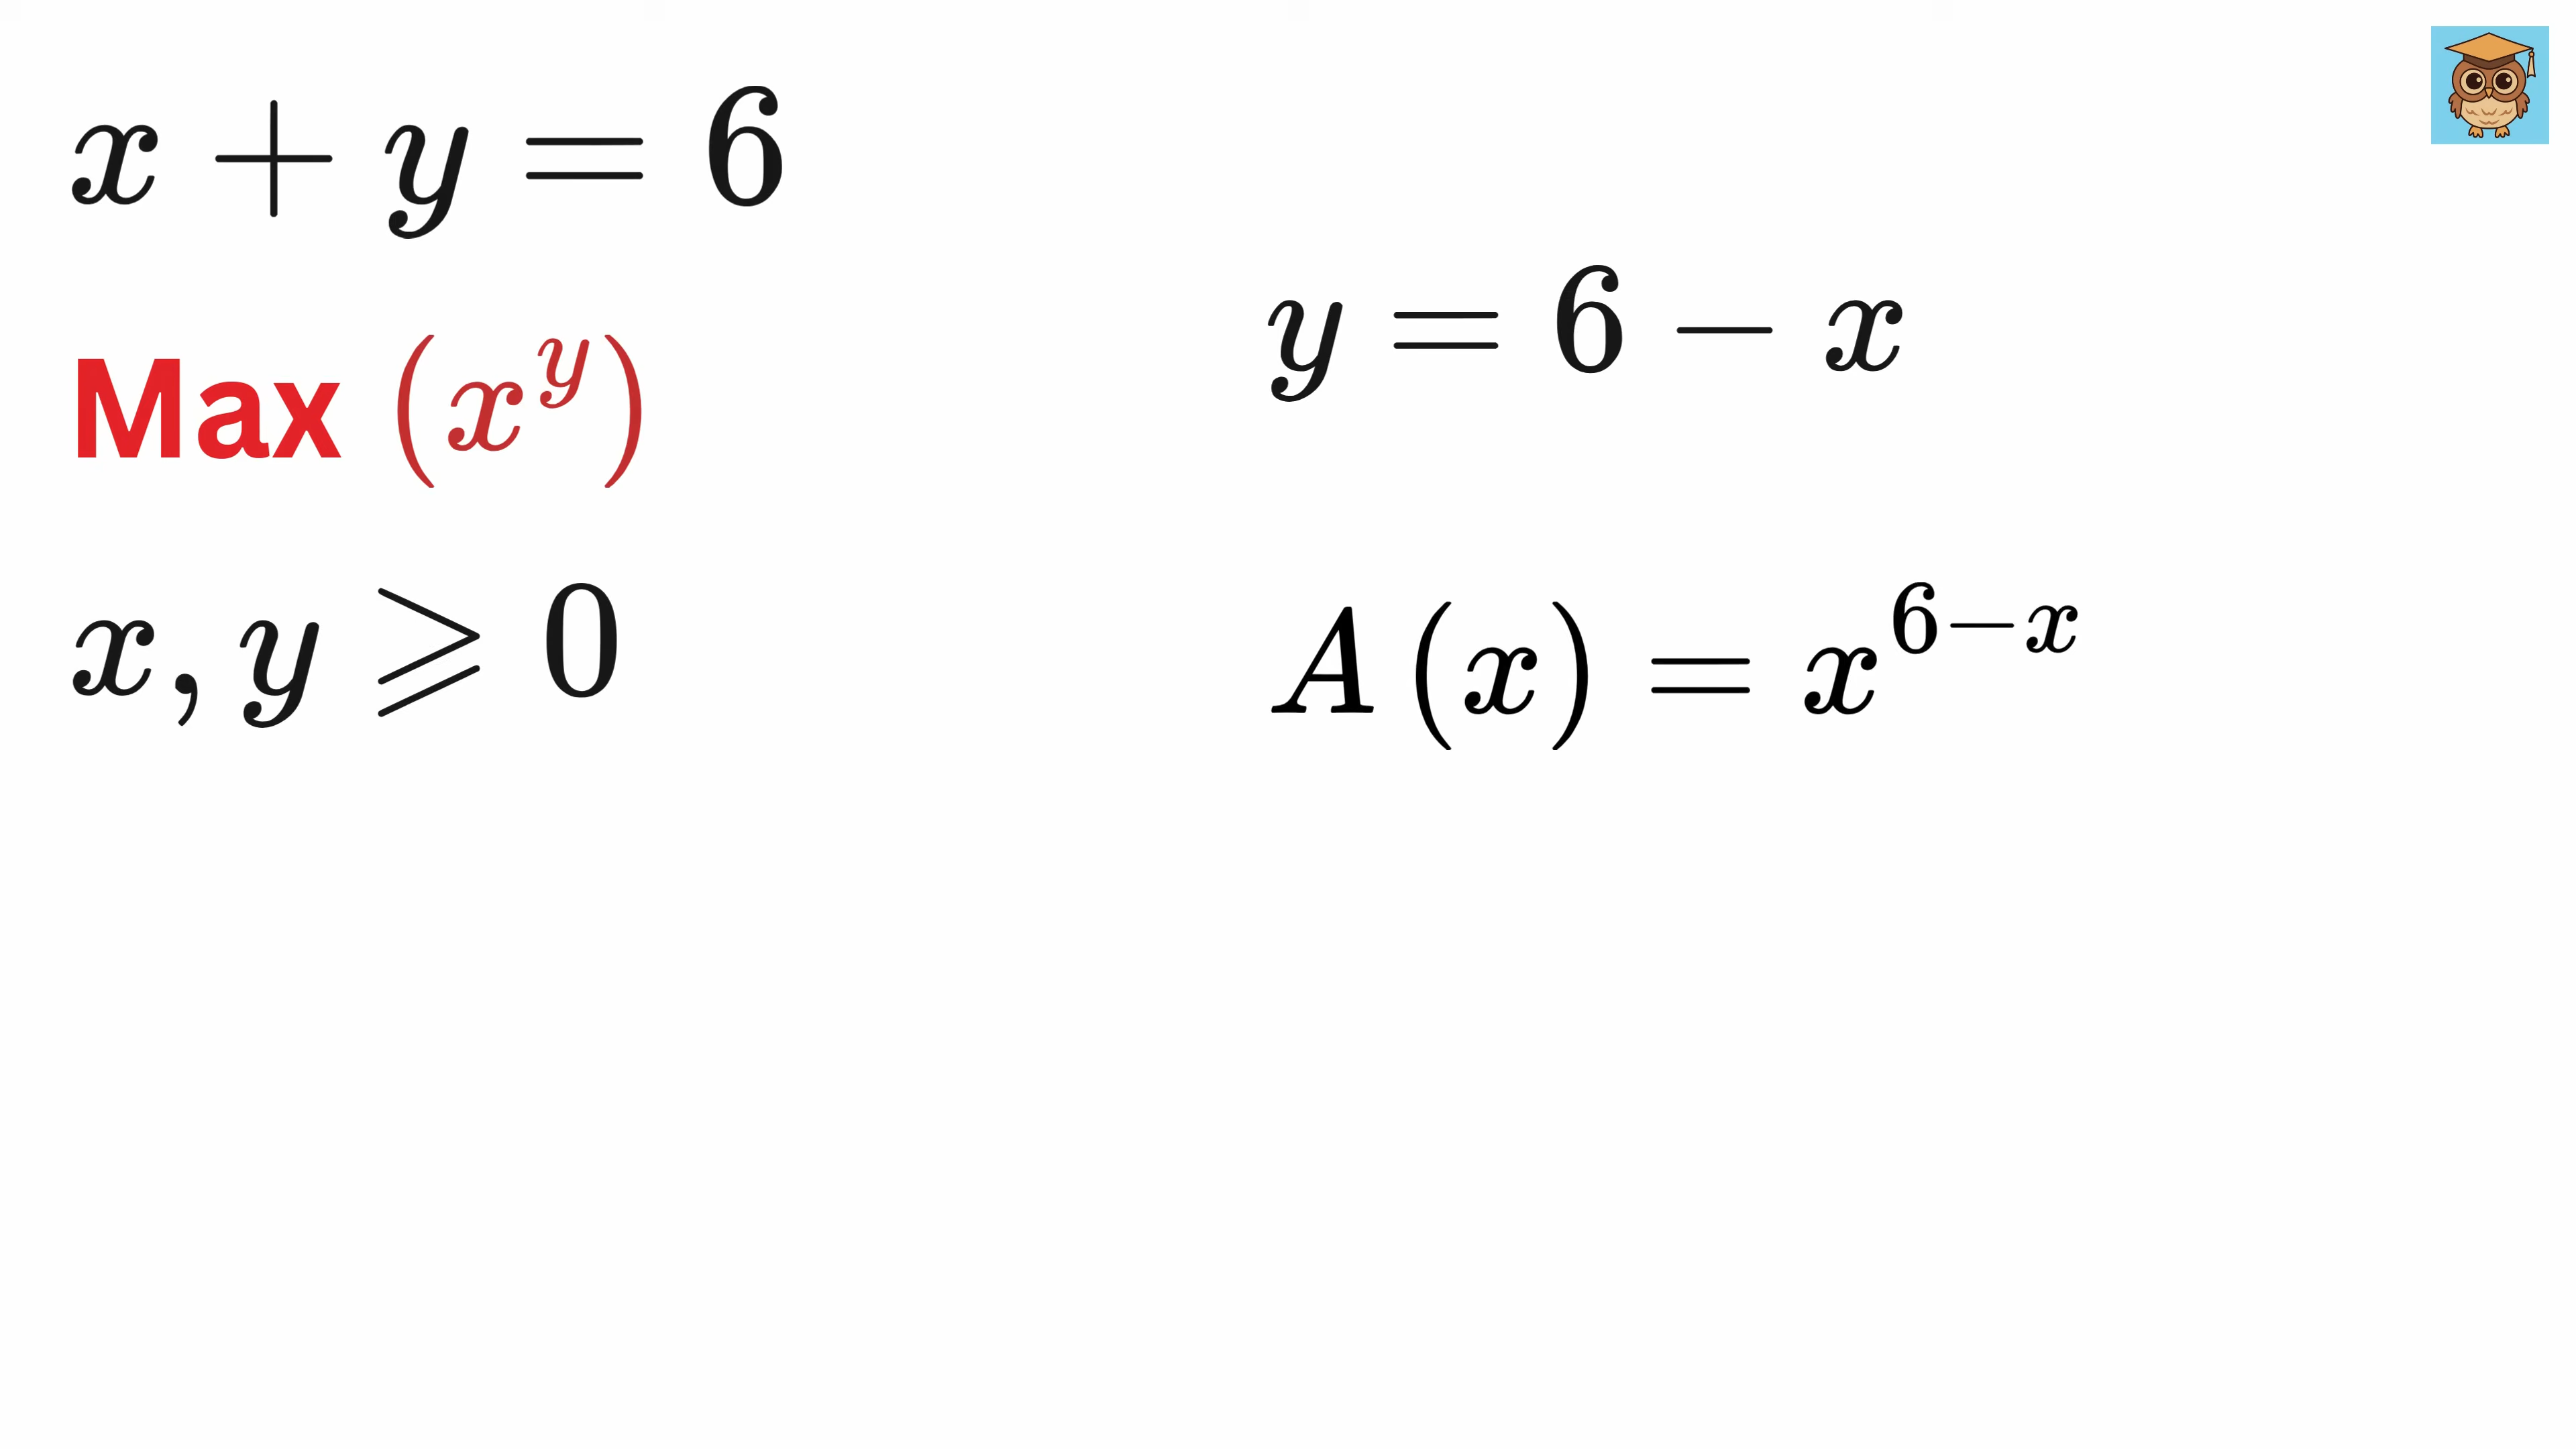 x + y = 6
Max (x^y)
x, y ⩾ 0
y = 6 − x
A(x) = x^{6−x}